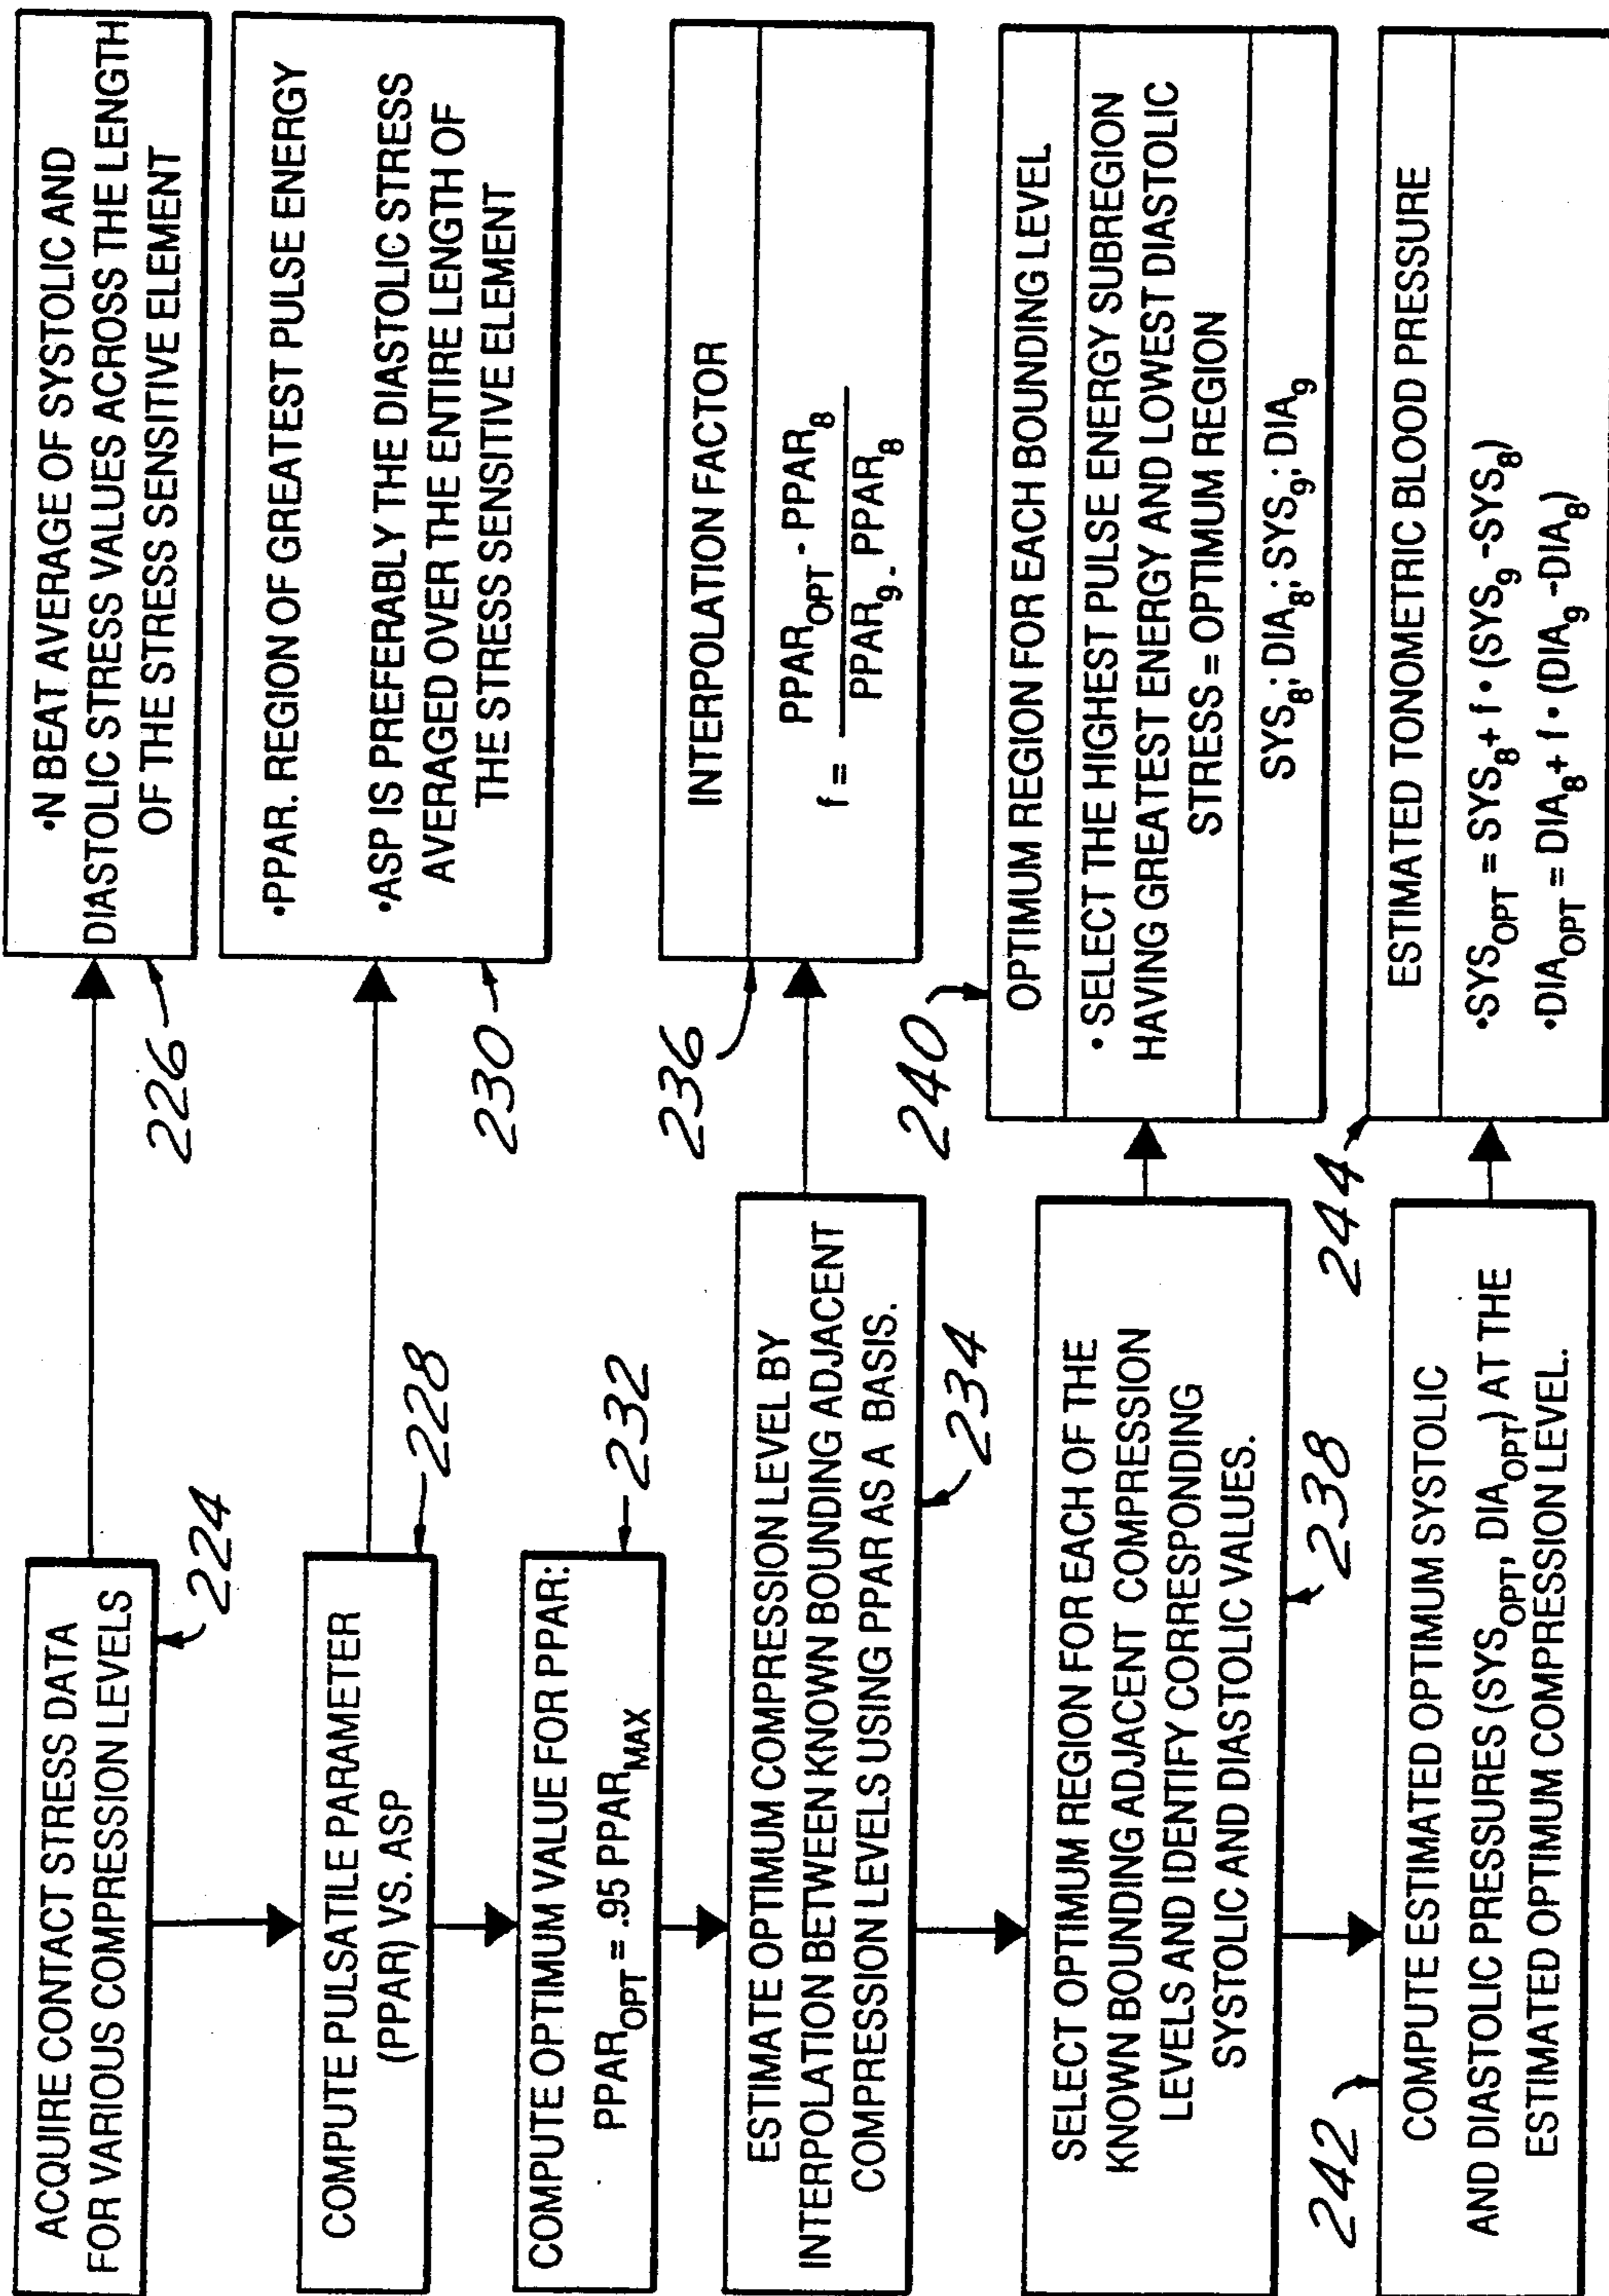 ACQUIRE CONTACT STRESS DATA
FOR VARIOUS COMPRESSION LEVELS
224
•N BEAT AVERAGE OF SYSTOLIC AND
DIASTOLIC STRESS VALUES ACROSS THE LENGTH
OF THE STRESS SENSITIVE ELEMENT
226
COMPUTE PULSATILE PARAMETER
(PPAR) VS. ASP
228
•PPAR. REGION OF GREATEST PULSE ENERGY
•ASP IS PREFERABLY THE DIASTOLIC STRESS
AVERAGED OVER THE ENTIRE LENGTH OF
THE STRESS SENSITIVE ELEMENT
230
COMPUTE OPTIMUM VALUE FOR PPAR:
PPAR_OPT = .95 PPAR_MAX
232
ESTIMATE OPTIMUM COMPRESSION LEVEL BY
INTERPOLATION BETWEEN KNOWN BOUNDING ADJACENT
COMPRESSION LEVELS USING PPAR AS A BASIS.
234
236
INTERPOLATION FACTOR
f = PPAR_OPT - PPAR_8
PPAR_9 - PPAR_8
SELECT OPTIMUM REGION FOR EACH OF THE
KNOWN BOUNDING ADJACENT COMPRESSION
LEVELS AND IDENTIFY CORRESPONDING
SYSTOLIC AND DIASTOLIC VALUES.
238
240
OPTIMUM REGION FOR EACH BOUNDING LEVEL
• SELECT THE HIGHEST PULSE ENERGY SUBREGION
HAVING GREATEST ENERGY AND LOWEST DIASTOLIC
STRESS = OPTIMUM REGION
SYS_8; DIA_8; SYS_9; DIA_9
242
COMPUTE ESTIMATED OPTIMUM SYSTOLIC
AND DIASTOLIC PRESSURES (SYS_OPT, DIA_OPT) AT THE
ESTIMATED OPTIMUM COMPRESSION LEVEL.
244
ESTIMATED TONOMETRIC BLOOD PRESSURE
•SYS_OPT = SYS_8 + f • (SYS_9 - SYS_8)
•DIA_OPT = DIA_8 + f • (DIA_9 - DIA_8)